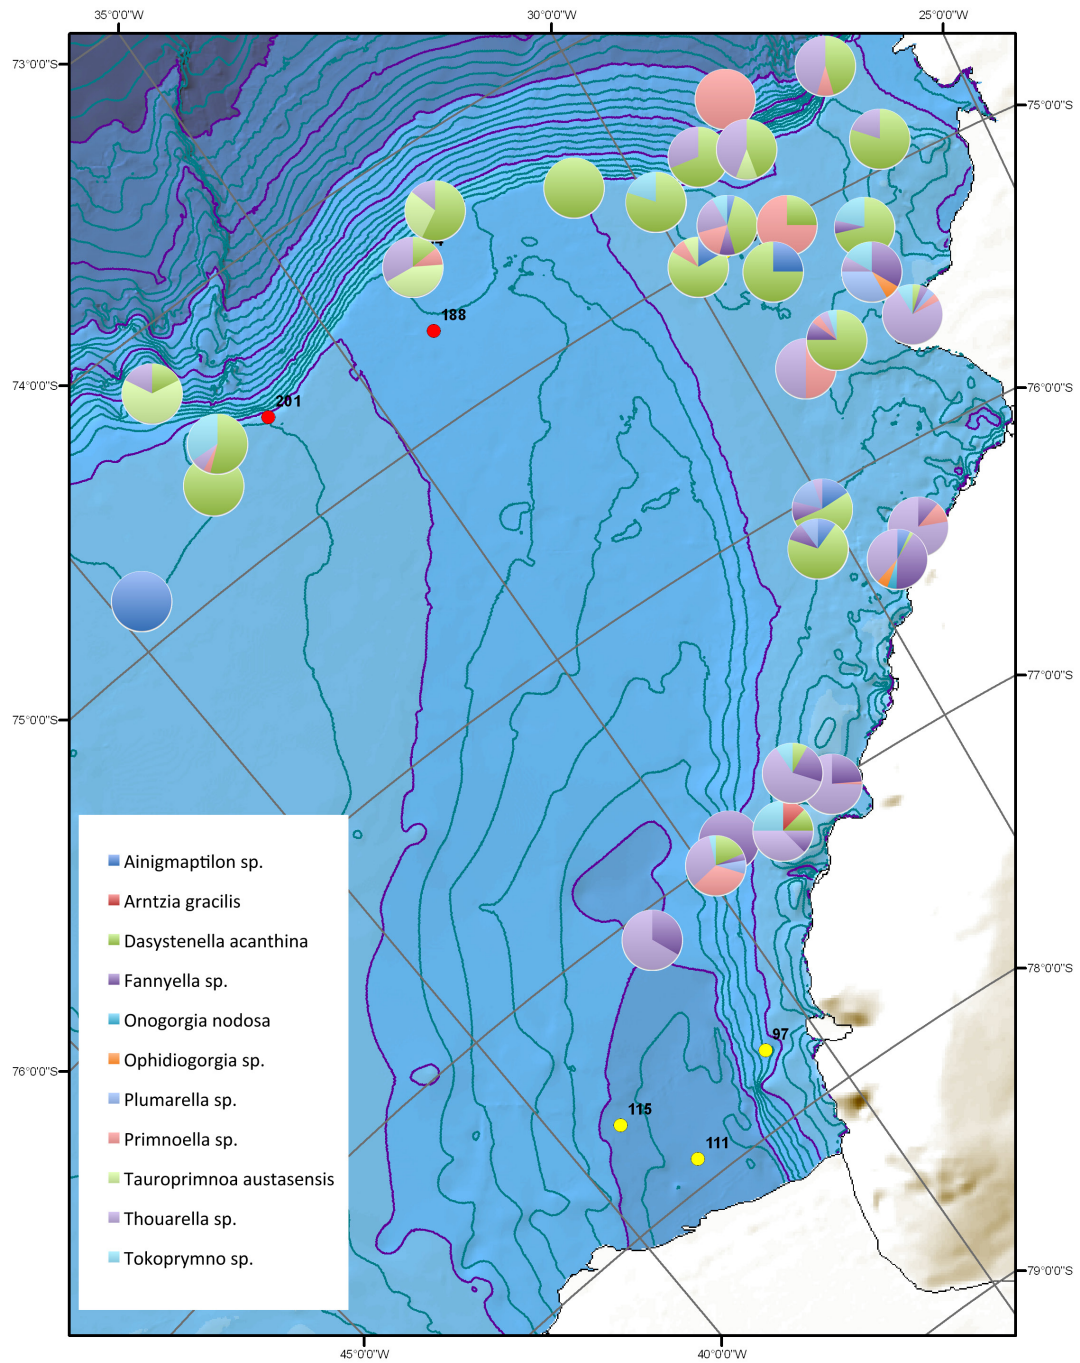 35°0'0"W
30°0'0"W
25°0'0"W
73°0'0"S
75°0'0"S
188
74°0'0"S
76°0'0"S
201
77°0'0"S
75°0'0"S
Ainigmaptilon sp.
Arntzia gracilis
Dasystenella acanthina
Fannyella sp.
78°0'0"S
Onogorgia nodosa
97
Ophidiogorgia sp.
76°0'0"S
Plumarella sp.
115
Primnoella sp.
111
Tauroprimnoa austasensis
Thouarella sp.
Tokoprymno sp.
79°0'0"S
45°0'0"W
40°0'0"W